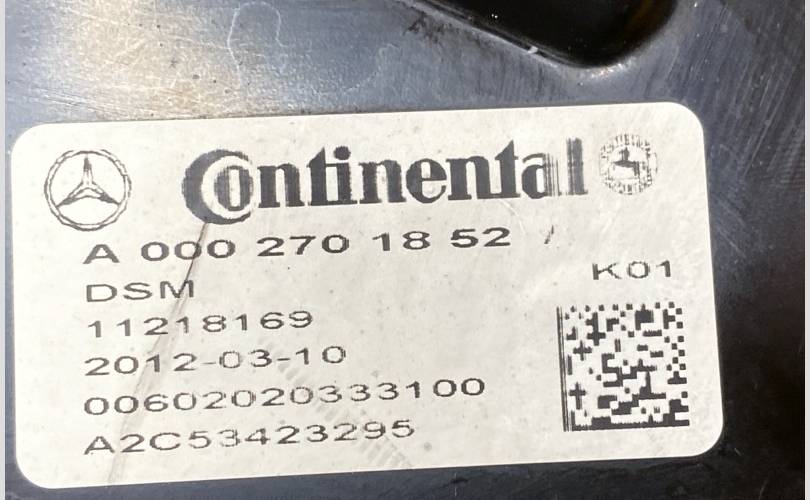 Continental
A 000 270 18 52 /
K01
DSM
11218169
2012-03-10
00602020333100
A2C53423295